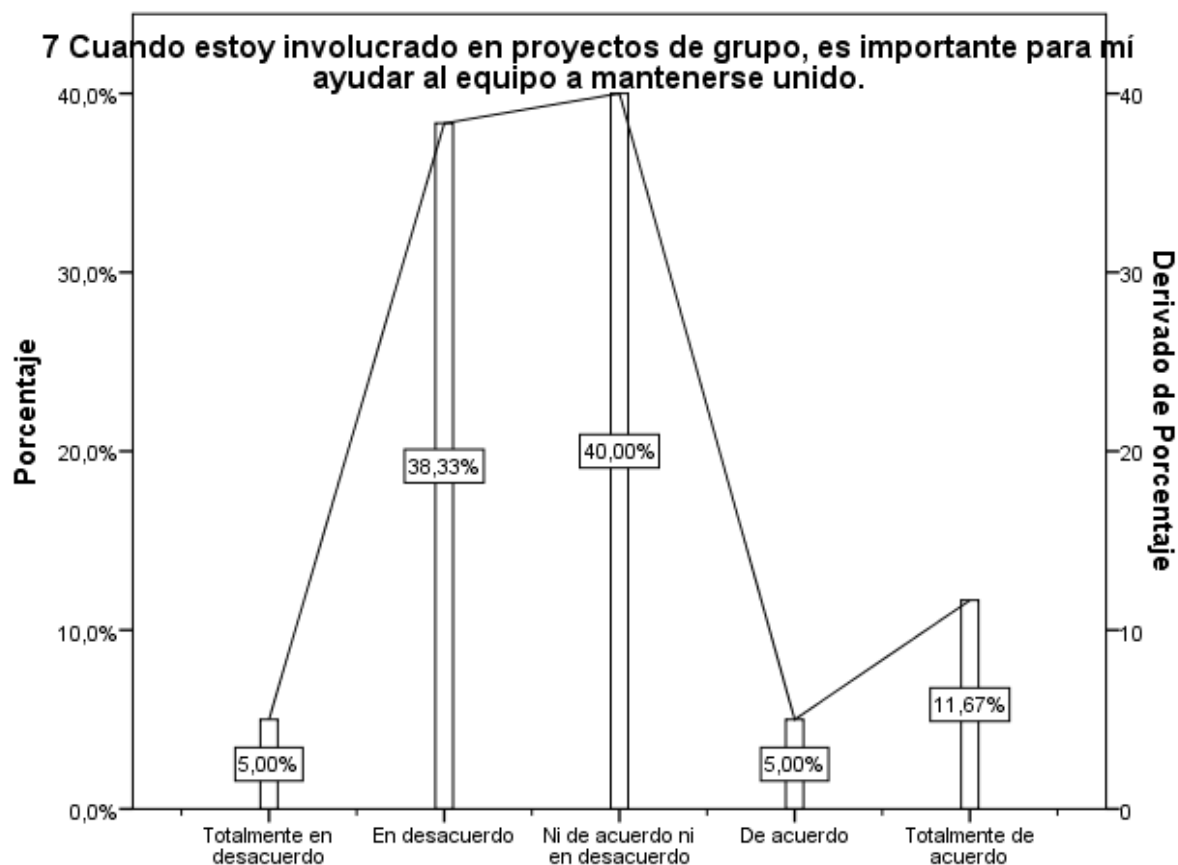 7 Cuando estoy involucrado en proyectos de grupo, es importante para mí
ayudar al equipo a mantenerse unido.
Porcentaje
40,0%
30,0%
20,0%
10,0%
0,0%
38,33%
40,00%
5,00%
5,00%
11,67%
40
30
20
10
0
Derivado de Porcentaje
Totalmente en
desacuerdo
En desacuerdo
Ni de acuerdo ni
en desacuerdo
De acuerdo
Totalmente de
acuerdo